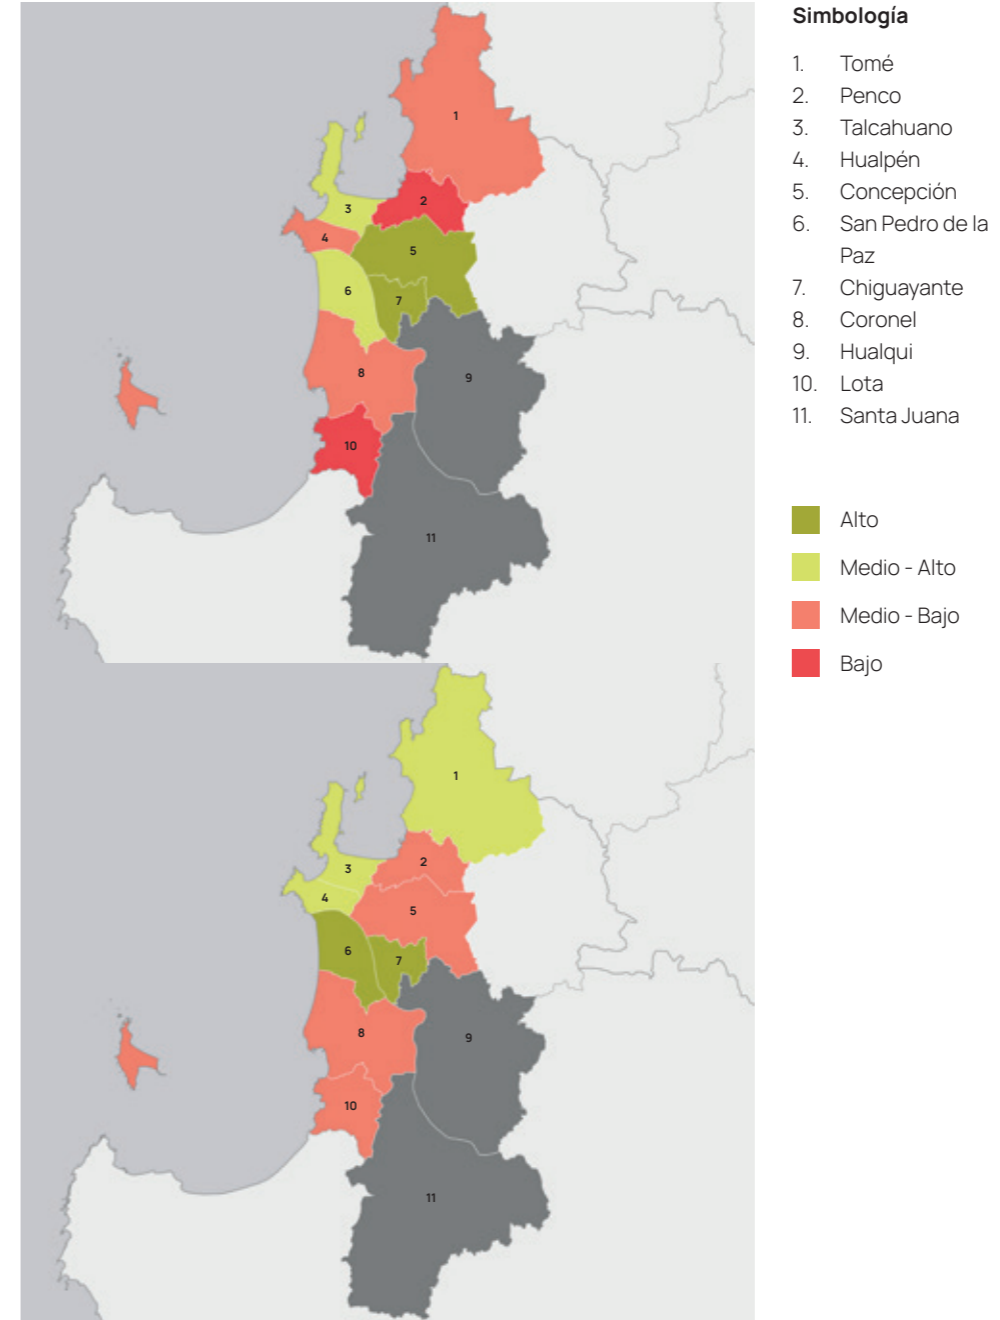 Simbología
1. Tomé
2. Penco
3. Talcahuano
4. Hualpén
5. Concepción
6. San Pedro de la
Paz
7. Chiguayante
8. Coronel
9. Hualqui
10. Lota
11. Santa Juana
Alto
Medio - Alto
Medio - Bajo
Bajo
1
2
3
4
5
6
7
8
9
10
11
1
2
3
4
5
6
7
8
9
10
11